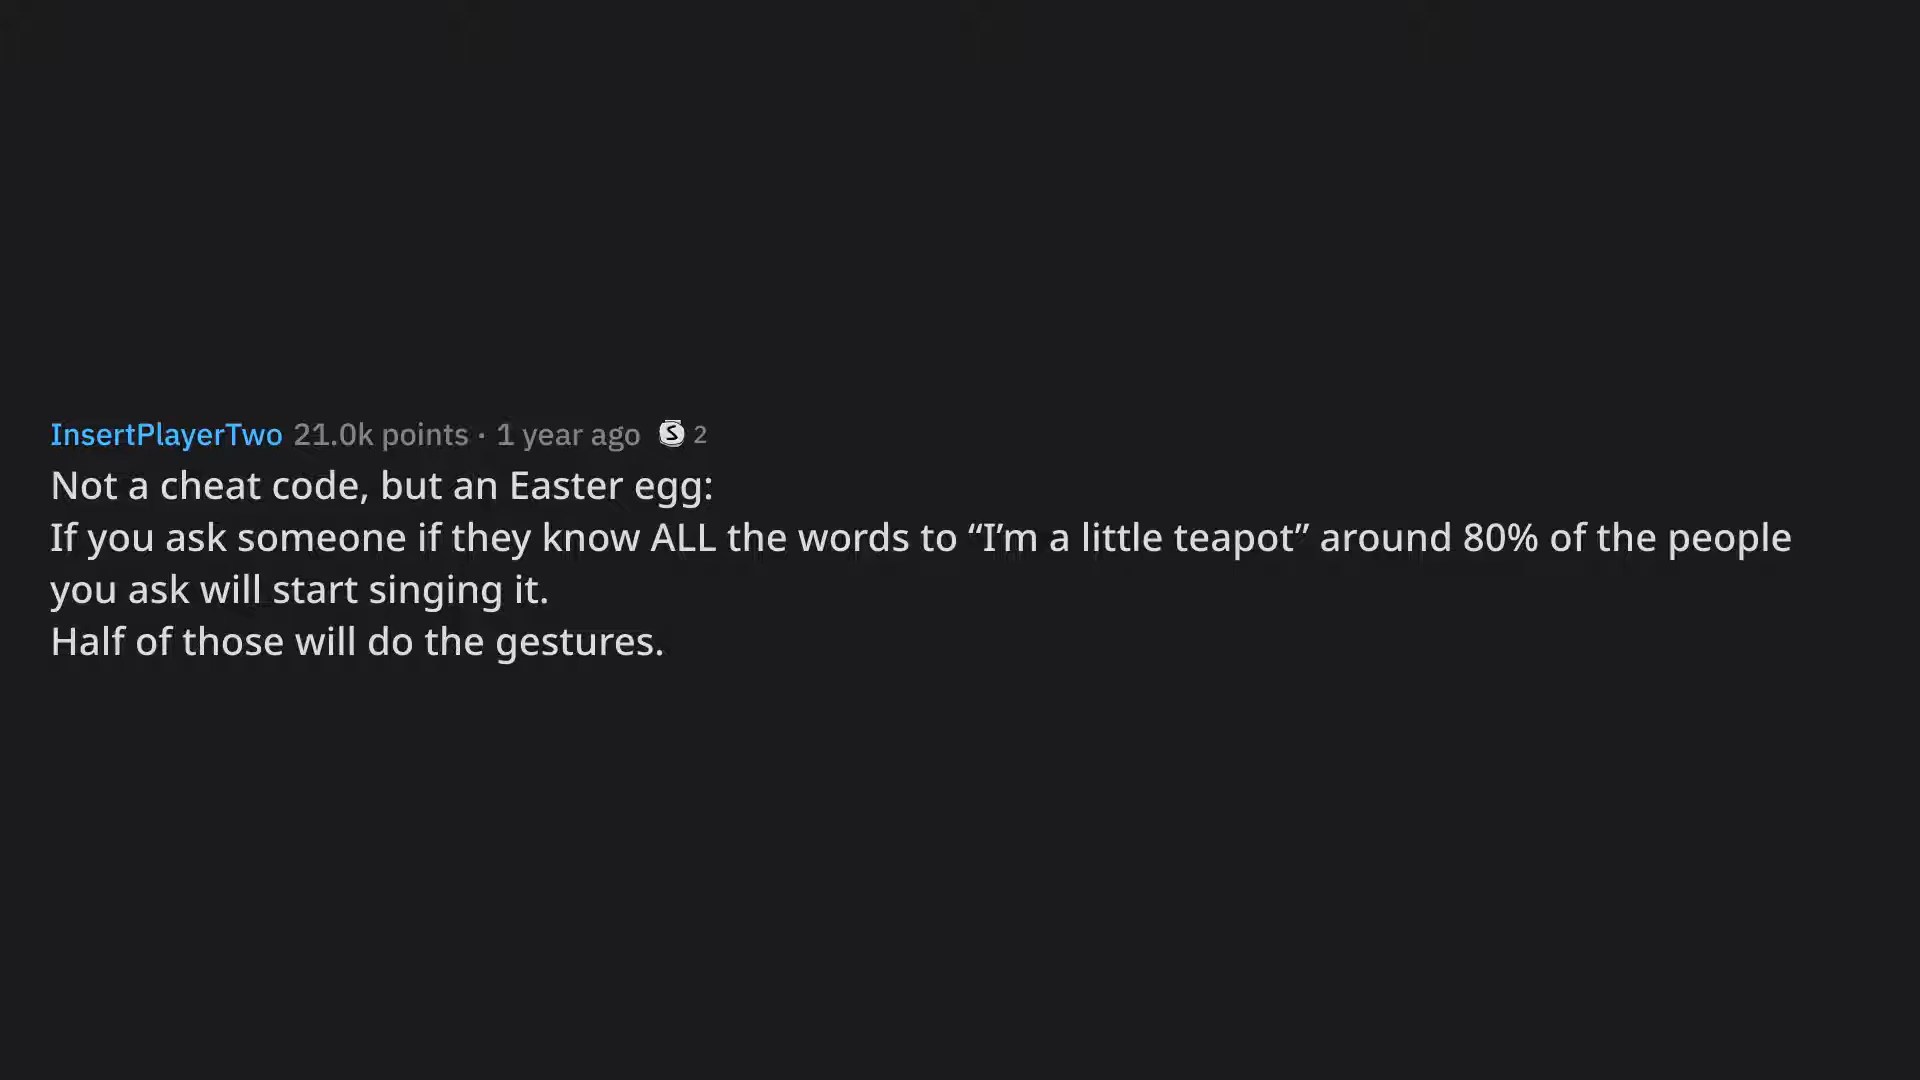 InsertPlayerTwo 21.0k points · 1 year ago S 2
Not a cheat code, but an Easter egg:
If you ask someone if they know ALL the words to “I’m a little teapot” around 80% of the people
you ask will start singing it.
Half of those will do the gestures.